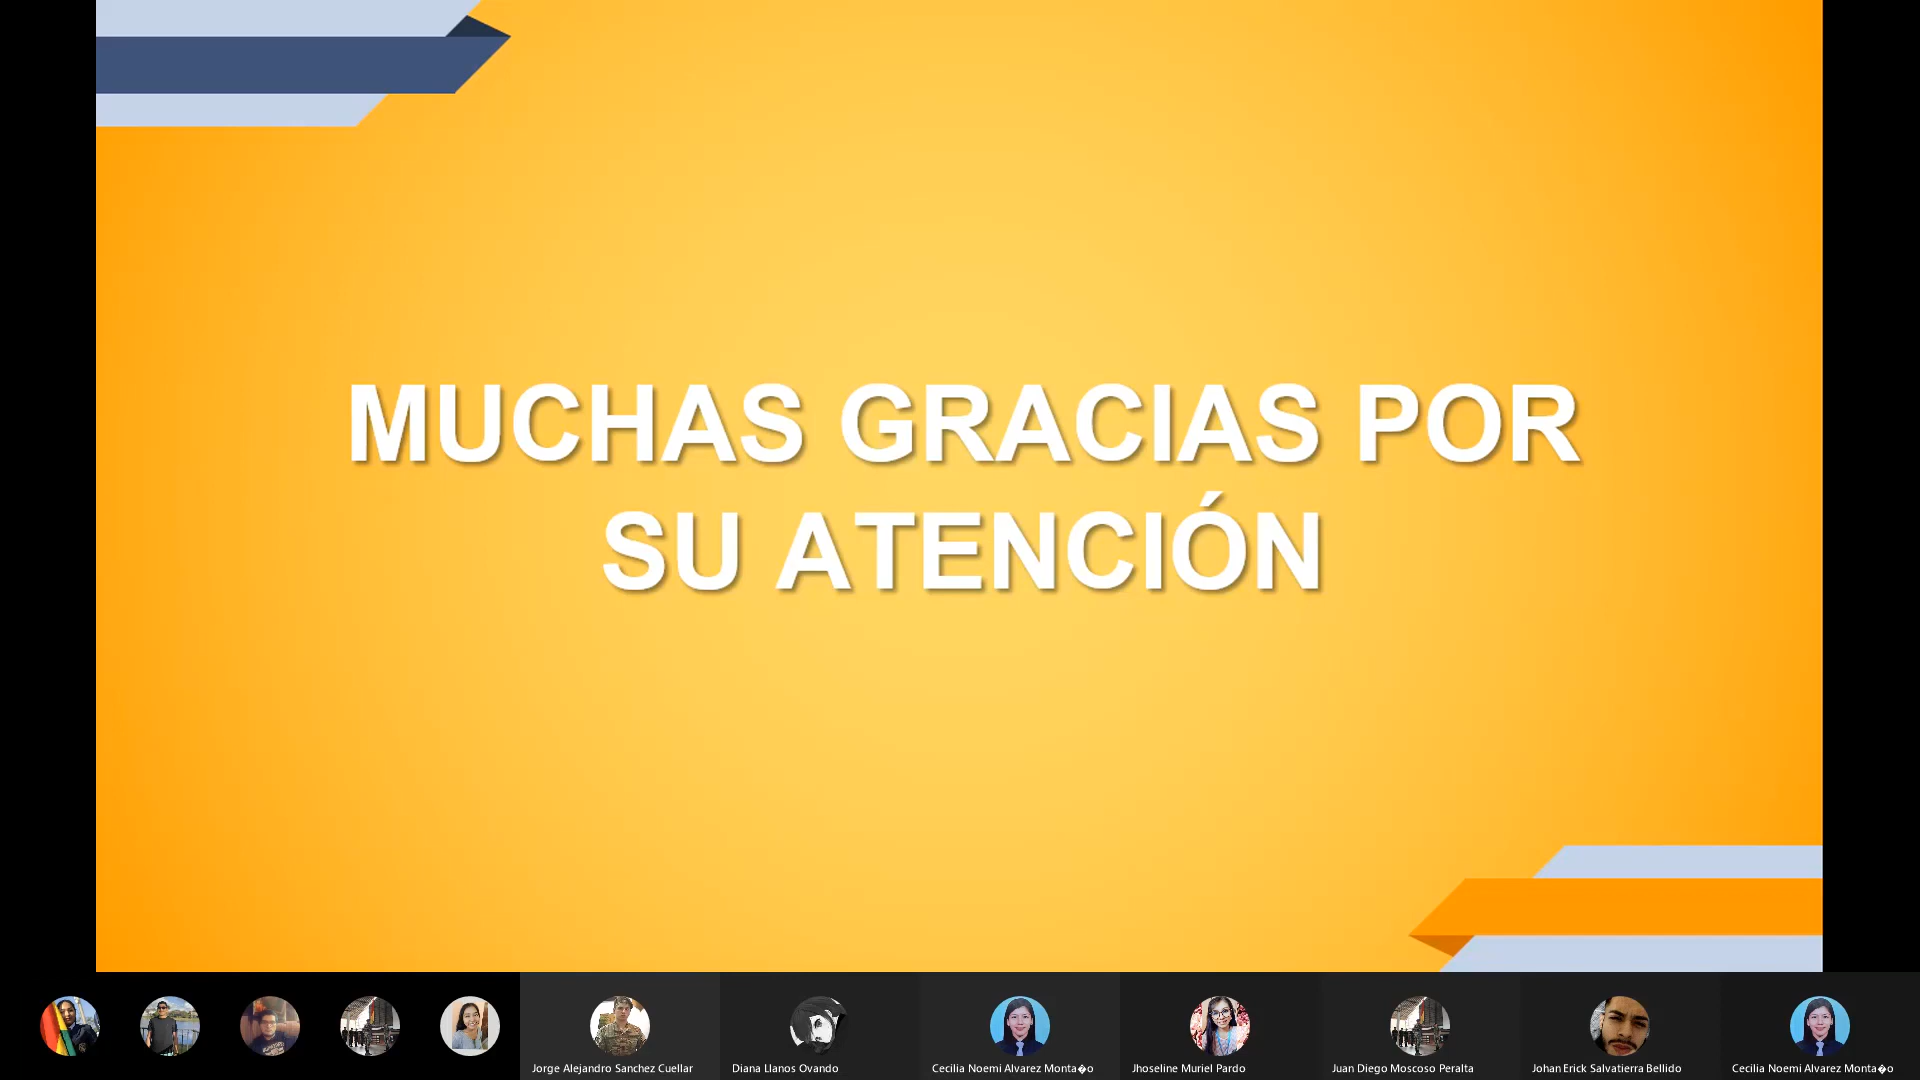 MUCHAS GRACIAS POR
SU ATENCIÓN
Jorge Alejandro Sanchez Cuellar
Diana Llanos Ovando
Cecilia Noemi Alvarez Monta�o
Jhoseline Muriel Pardo
Juan Diego Moscoso Peralta
Johan Erick Salvatierra Bellido
Cecilia Noemi Alvarez Monta�o